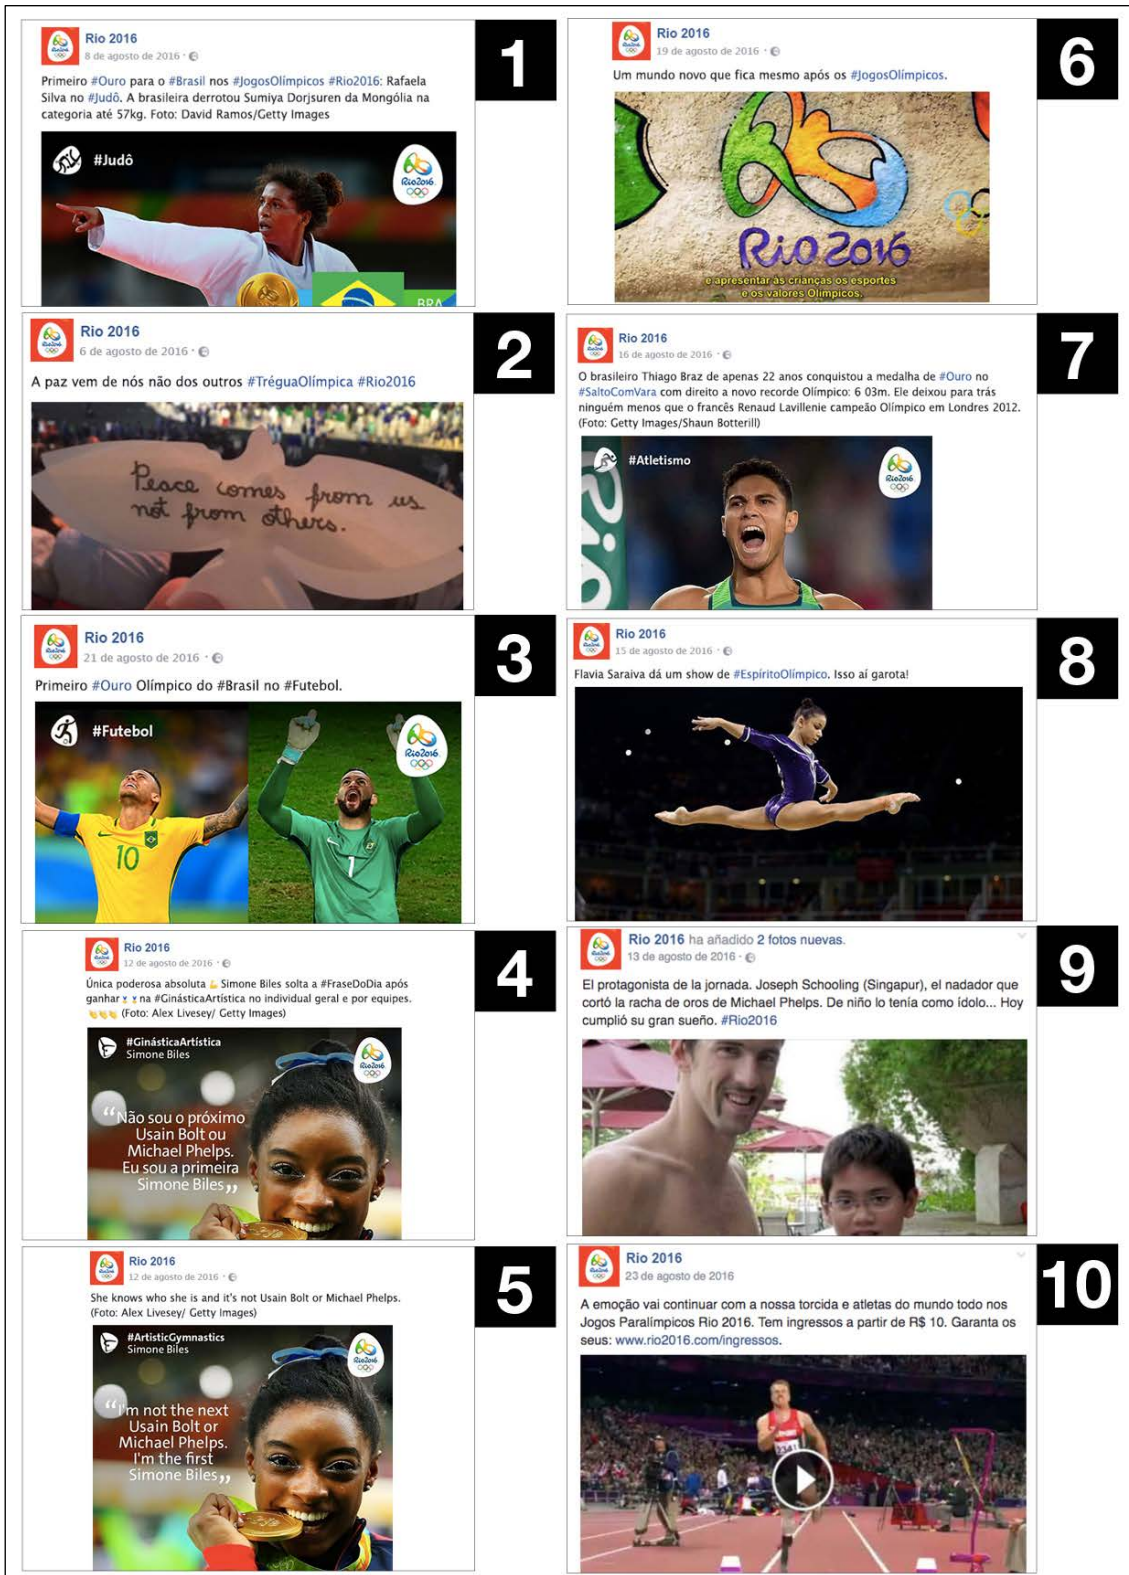 1
Rio 2016
8 de agosto de 2016
Primeiro #Ouro para o #Brasil nos #JogosOlímpicos #Rio2016: Rafaela
Silva no #Judô. A brasileira derrotou Sumiya Dorjsuren da Mongólia na
categoria até 57kg. Foto: David Ramos/Getty Images
#Judô
Rio2016
BRA
2
Rio 2016
6 de agosto de 2016
A paz vem de nós não dos outros #TréguaOlímpica #Rio2016
Peace comes from us
not from others.
3
Rio 2016
21 de agosto de 2016
Primeiro #Ouro Olímpico do #Brasil no #Futebol.
#Futebol
Rio2016
10
1
4
Rio 2016
12 de agosto de 2016
Única poderosa absoluta 💪 Simone Biles solta a #FraseDoDia após
ganhar 🏅🏅 na #GinásticaArtística no individual geral e por equipes.
👏👏👏 (Foto: Alex Livesey/ Getty Images)
#GinásticaArtística
Simone Biles
Rio2016
“Não sou o próximo
Usain Bolt ou
Michael Phelps.
Eu sou a primeira
Simone Biles„
5
Rio 2016
12 de agosto de 2016
She knows who she is and it's not Usain Bolt or Michael Phelps.
(Foto: Alex Livesey/ Getty Images)
#ArtisticGymnastics
Simone Biles
Rio2016
“I'm not the next
Usain Bolt or
Michael Phelps.
I'm the first
Simone Biles„
6
Rio 2016
19 de agosto de 2016
Um mundo novo que fica mesmo após os #JogosOlímpicos.
Rio 2016
e apresentar às crianças os esportes
e os valores Olímpicos.
7
Rio 2016
16 de agosto de 2016
O brasileiro Thiago Braz de apenas 22 anos conquistou a medalha de #Ouro no
#SaltoComVara com direito a novo recorde Olímpico: 6 03m. Ele deixou para trás
ninguém menos que o francês Renaud Lavillenie campeão Olímpico em Londres 2012.
(Foto: Getty Images/Shaun Botterill)
#Atletismo
Rio2016
8
Rio 2016
15 de agosto de 2016
Flavia Saraiva dá um show de #EspíritoOlímpico. Isso aí garota!
9
Rio 2016 ha añadido 2 fotos nuevas.
13 de agosto de 2016
El protagonista de la jornada. Joseph Schooling (Singapur), el nadador que
cortó la racha de oros de Michael Phelps. De niño lo tenía como ídolo... Hoy
cumplió su gran sueño. #Rio2016
10
Rio 2016
23 de agosto de 2016
A emoção vai continuar com a nossa torcida e atletas do mundo todo nos
Jogos Paralímpicos Rio 2016. Tem ingressos a partir de R$ 10. Garanta os
seus: www.rio2016.com/ingressos.
2341